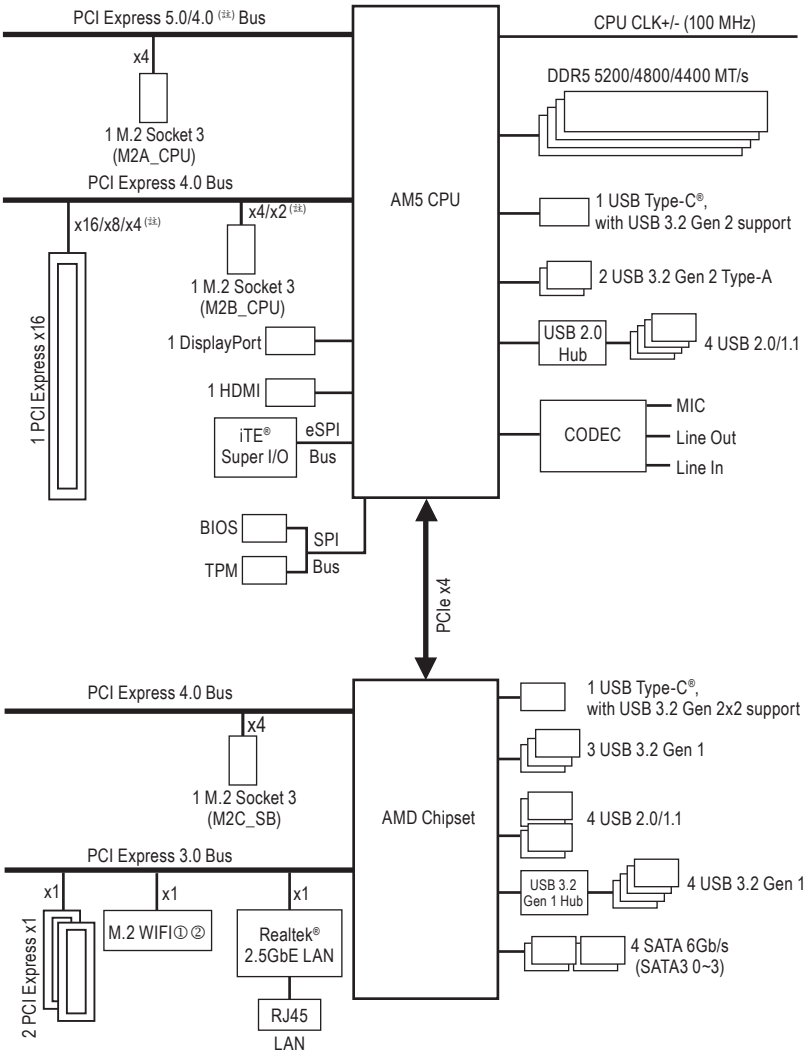 PCI Express 5.0/4.0 (註) Bus
x4
1 M.2 Socket 3
(M2A_CPU)
PCI Express 4.0 Bus
x16/x8/x4 (註)
x4/x2 (註)
1 M.2 Socket 3
(M2B_CPU)
1 PCI Express x16
1 DisplayPort
1 HDMI
iTE®
Super I/O
eSPI
Bus
BIOS
TPM
SPI
Bus
AM5 CPU
CPU CLK+/- (100 MHz)
DDR5 5200/4800/4400 MT/s
1 USB Type-C®,
with USB 3.2 Gen 2 support
2 USB 3.2 Gen 2 Type-A
USB 2.0
Hub
4 USB 2.0/1.1
CODEC
MIC
Line Out
Line In
PCIe x4
PCI Express 4.0 Bus
x4
1 M.2 Socket 3
(M2C_SB)
PCI Express 3.0 Bus
x1
x1
x1
2 PCI Express x1
M.2 WIFI① ②
Realtek®
2.5GbE LAN
RJ45
LAN
AMD Chipset
1 USB Type-C®,
with USB 3.2 Gen 2x2 support
3 USB 3.2 Gen 1
4 USB 2.0/1.1
USB 3.2
Gen 1 Hub
4 USB 3.2 Gen 1
4 SATA 6Gb/s
(SATA3 0~3)